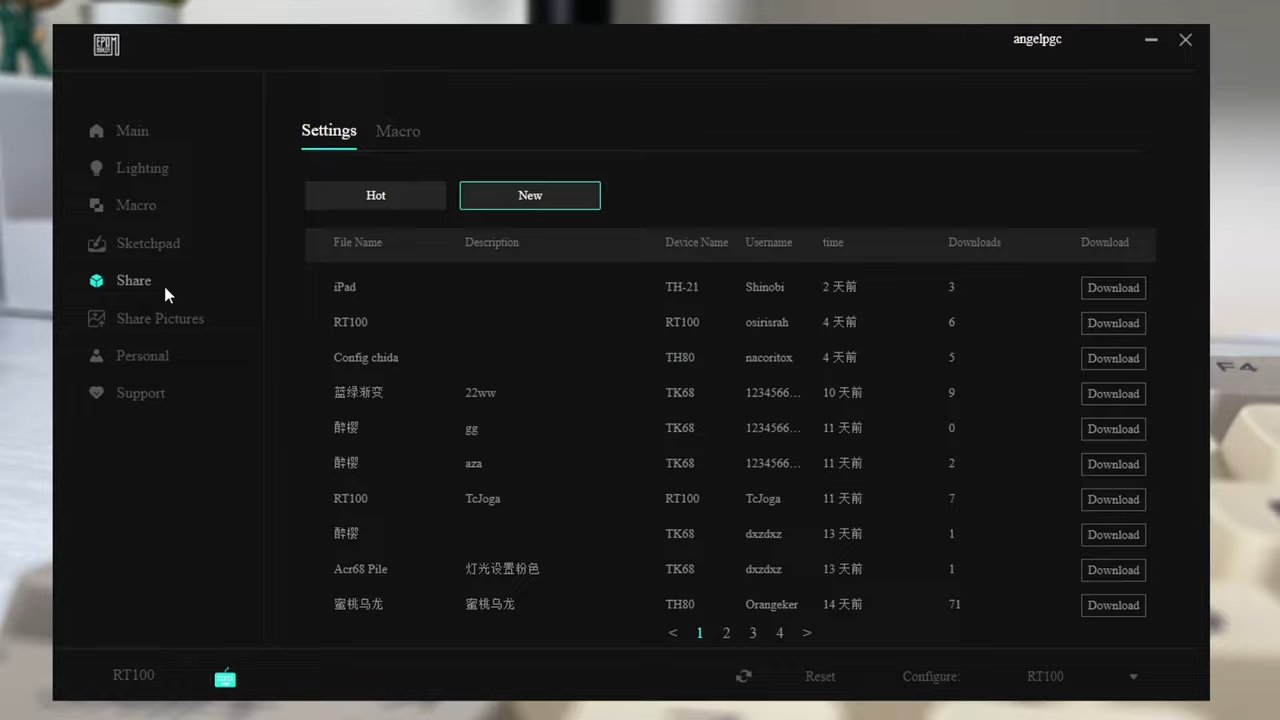 EPOMAKER
angelpgc
Main
Lighting
Macro
Sketchpad
Share
Share Pictures
Personal
Support
Settings Macro
Hot New
File Name Description Device Name Username time Downloads Download
iPad TH-21 Shinobi 2 天前 3 Download
RT100 RT100 osirisrah 4 天前 6 Download
Config chida TH80 nacoritox 4 天前 5 Download
蓝绿渐变 22ww TK68 1234566... 10 天前 9 Download
醉樱 gg TK68 1234566... 11 天前 0 Download
醉樱 aza TK68 1234566... 11 天前 2 Download
RT100 TcJoga RT100 TcJoga 11 天前 7 Download
醉樱 TK68 dxzdxz 13 天前 1 Download
Acr68 Pile 灯光设置粉色 TK68 dxzdxz 13 天前 1 Download
蜜桃乌龙 蜜桃乌龙 TH80 Orangeker 14 天前 71 Download
< 1 2 3 4 >
RT100 Reset Configure: RT100
F4